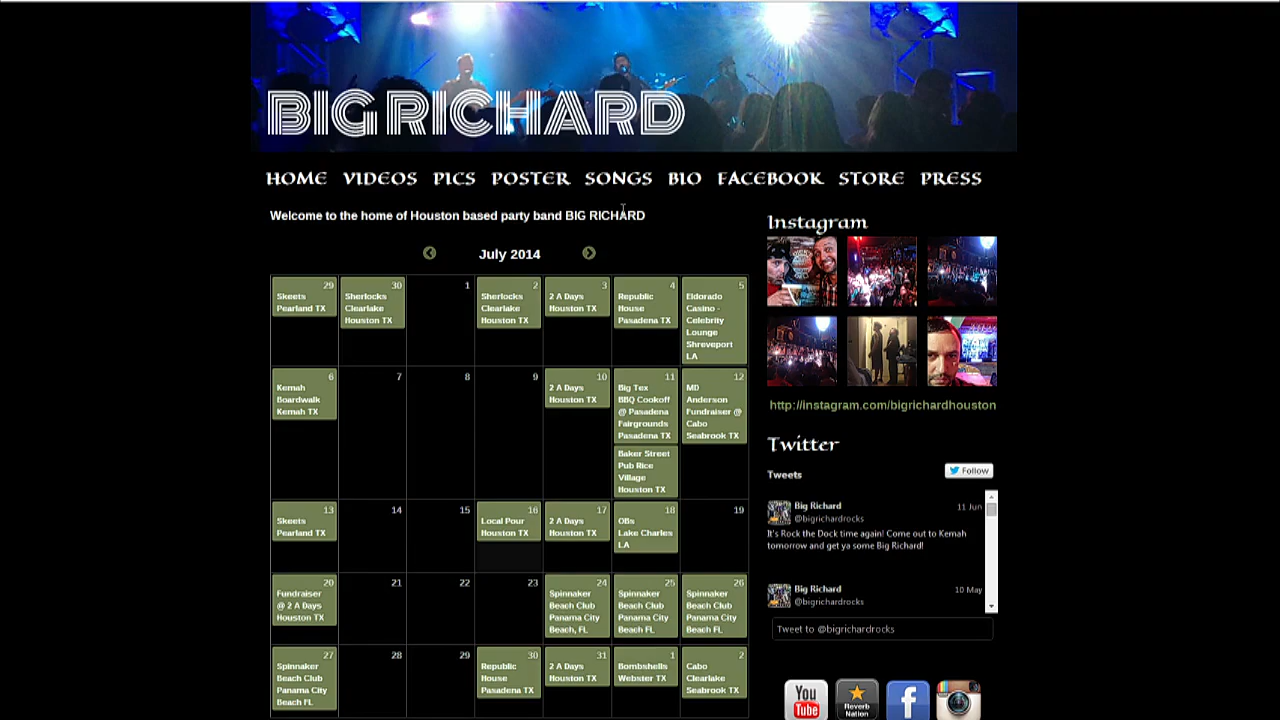 BIG RICHARD
HOME VIDEOS PICS POSTER SONGS BIO FACEBOOK STORE PRESS
Welcome to the home of Houston based party band BIG RICHARD
July 2014
29
Skeets
Pearland TX
30
Sherlocks
Clearlake
Houston TX
1
2
Sherlocks
Clearlake
Houston TX
3
2 A Days
Houston TX
4
Republic
House
Pasadena TX
5
Eldorado
Casino -
Celebrity
Lounge
Shreveport
LA
6
Kemah
Boardwalk
Kemah TX
7
8
9
10
2 A Days
Houston TX
11
Big Tex
BBQ Cookoff
@ Pasadena
Fairgrounds
Pasadena TX
Baker Street
Pub Rice
Village
Houston TX
12
MD
Anderson
Fundraiser @
Cabo
Seabrook TX
13
Skeets
Pearland TX
14
15
16
Local Pour
Houston TX
17
2 A Days
Houston TX
18
OBs
Lake Charles
LA
19
20
Fundraiser
@ 2 A Days
Houston TX
21
22
23
24
Spinnaker
Beach Club
Panama City
Beach, FL
25
Spinnaker
Beach Club
Panama City
Beach FL
26
Spinnaker
Beach Club
Panama City
Beach FL
27
Spinnaker
Beach Club
Panama City
Beach FL
28
29
30
Republic
House
Pasadena TX
31
2 A Days
Houston TX
1
Bombshells
Webster TX
2
Cabo
Clearlake
Seabrook TX
Instagram
http://instagram.com/bigrichardhouston
Twitter
Tweets
Follow
Big Richard 11 Jun
@bigrichardrocks
It's Rock the Dock time again! Come out to Kemah
tomorrow and get ya some Big Richard!
Big Richard 10 May
@bigrichardrocks
Tweet to @bigrichardrocks
You
Tube
Reverb
Nation
f